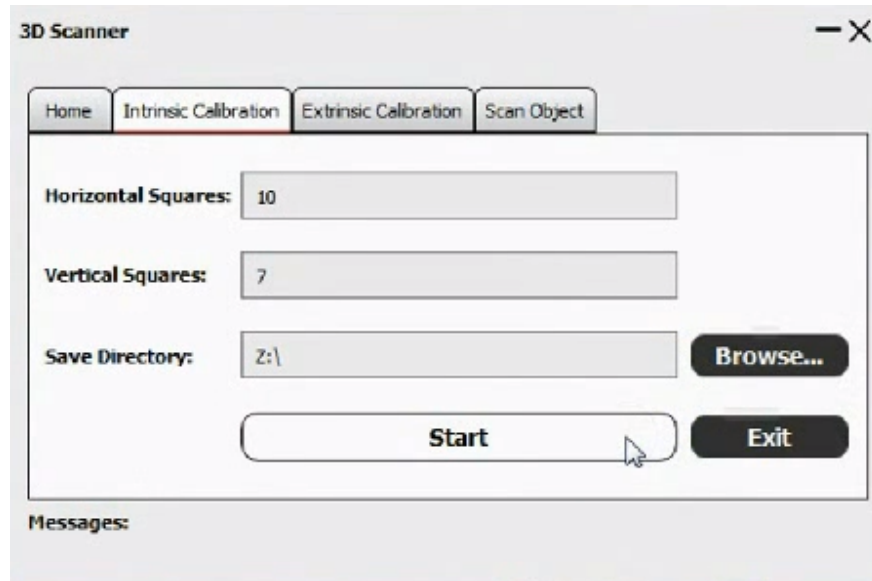 3D Scanner
Home Intrinsic Calibration Extrinsic Calibration Scan Object
Horizontal Squares: 10
Vertical Squares: 7
Save Directory: Z:\ Browse...
Start Exit
Messages: